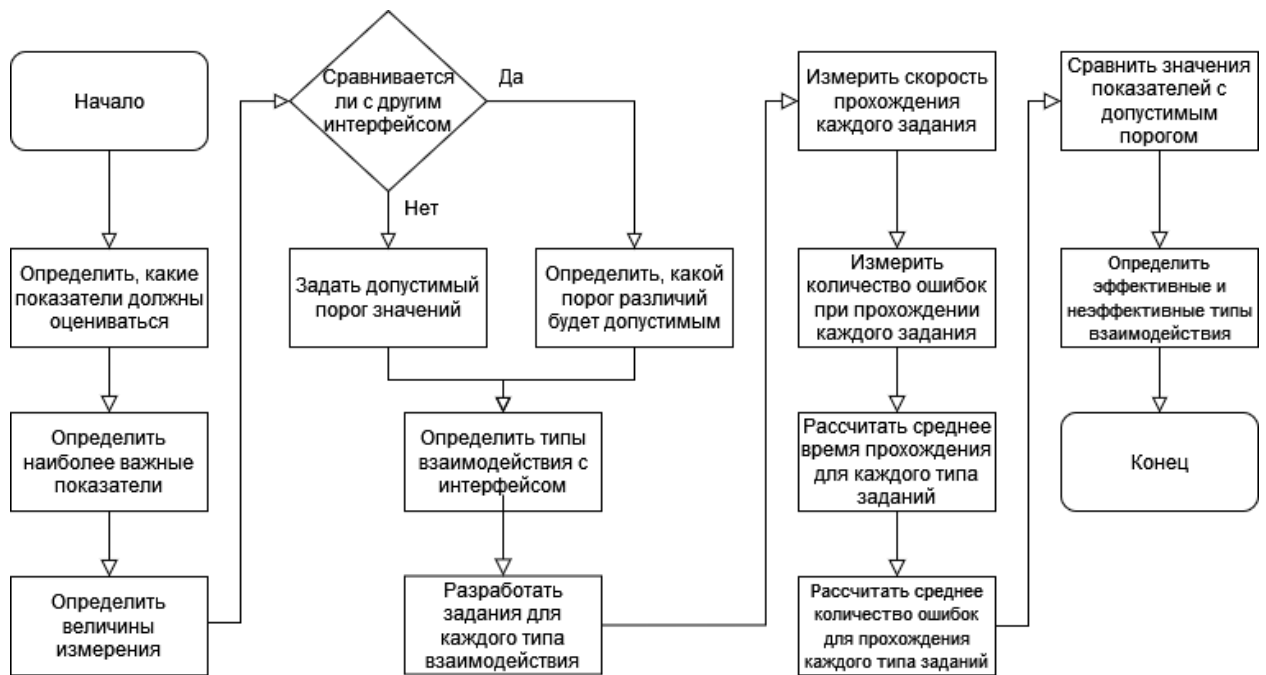 Начало
Определить, какие
показатели должны
оцениваться
Определить
наиболее важные
показатели
Определить
величины
измерения
Сравнивается
ли с другим
интерфейсом
Да
Нет
Задать допустимый
порог значений
Определить, какой
порог различий
будет допустимым
Определить типы
взаимодействия с
интерфейсом
Разработать
задания для
каждого типа
взаимодействия
Измерить скорость
прохождения
каждого задания
Измерить
количество ошибок
при прохождении
каждого задания
Рассчитать среднее
время прохождения
для каждого типа
заданий
Рассчитать среднее
количество ошибок
для прохождения
каждого типа заданий
Сравнить значения
показателей с
допустимым
порогом
Определить
эффективные и
неэффективные типы
взаимодействия
Конец